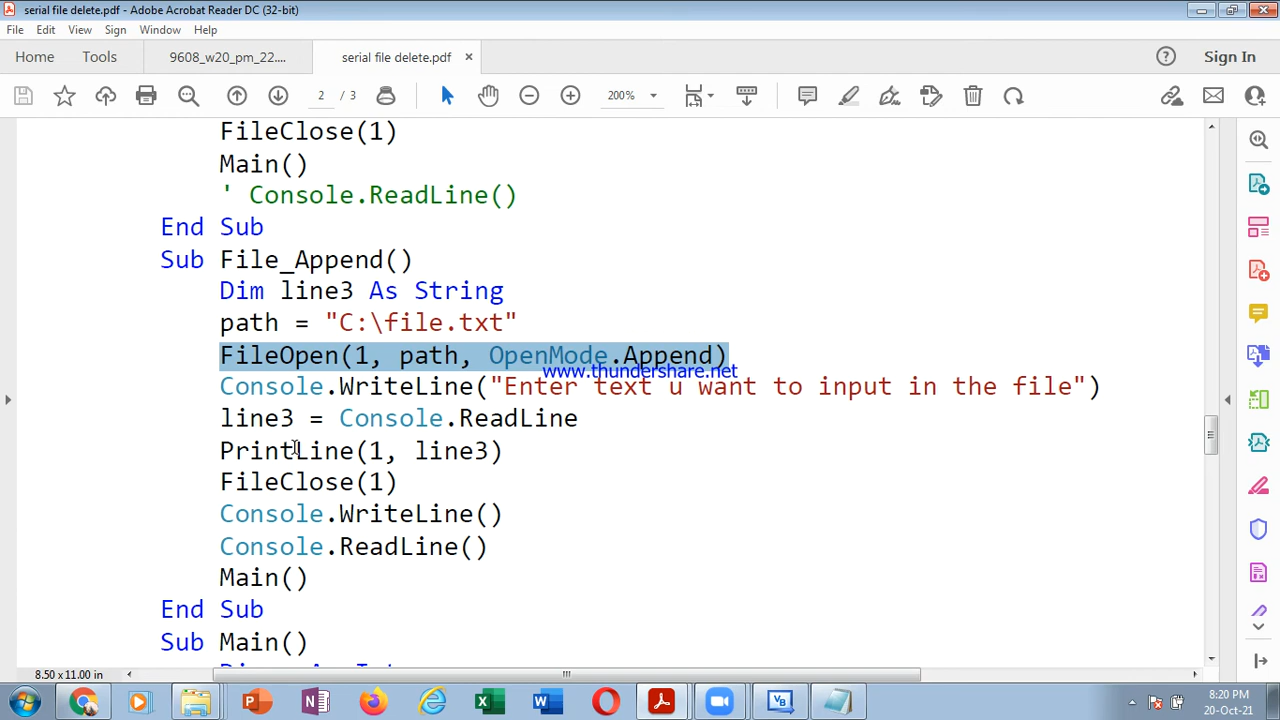 serial file delete.pdf - Adobe Acrobat Reader DC (32-bit)
File Edit View Sign Window Help
Home Tools 9608_w20_pm_22.... serial file delete.pdf × Sign In
2 / 3 200%
FileClose(1)
Main()
' Console.ReadLine()
End Sub
Sub File_Append()
Dim line3 As String
path = "C:\file.txt"
FileOpen(1, path, OpenMode.Append)
www.thundershare.net
Console.WriteLine("Enter text u want to input in the file")
line3 = Console.ReadLine
PrintLine(1, line3)
FileClose(1)
Console.WriteLine()
Console.ReadLine()
Main()
End Sub
Sub Main()
8.50 x 11.00 in
8:20 PM
20-Oct-21